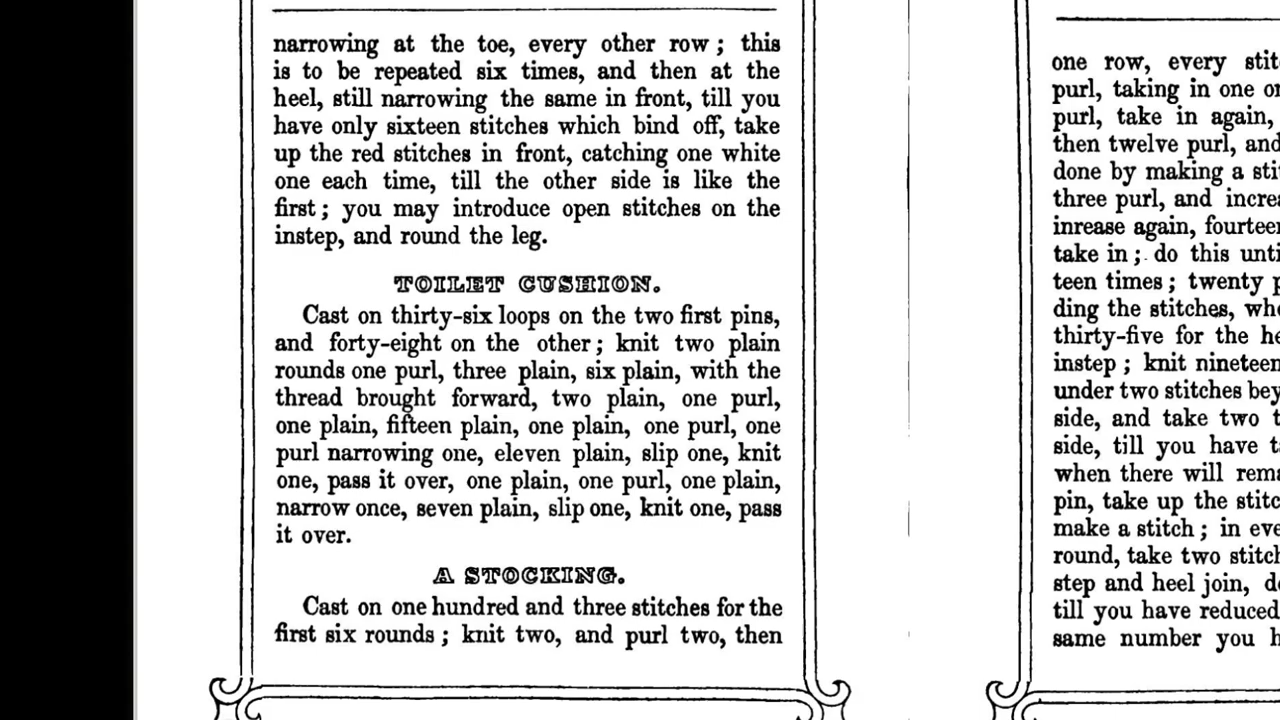 narrowing at the toe, every other row; this
is to be repeated six times, and then at the
heel, still narrowing the same in front, till you
have only sixteen stitches which bind off, take
up the red stitches in front, catching one white
one each time, till the other side is like the
first; you may introduce open stitches on the
instep, and round the leg.
TOILET CUSHION.
Cast on thirty-six loops on the two first pins,
and forty-eight on the other; knit two plain
rounds one purl, three plain, six plain, with the
thread brought forward, two plain, one purl,
one plain, fifteen plain, one plain, one purl, one
purl narrowing one, eleven plain, slip one, knit
one, pass it over, one plain, one purl, one plain,
narrow once, seven plain, slip one, knit one, pass
it over.
A STOCKING.
Cast on one hundred and three stitches for the
first six rounds; knit two, and purl two, then
one row, every
purl, taking in one
purl, take in again,
then twelve purl, and
done by making a
three purl, and
inrease again,
take in; do this
teen times; twenty
ding the stitches,
thirty-five for the
instep; knit nineteen
under two stitches
side, and take two
side, till you have
when there will
pin, take up the
make a stitch; in
round, take two
step and heel join,
till you have reduced
same number you